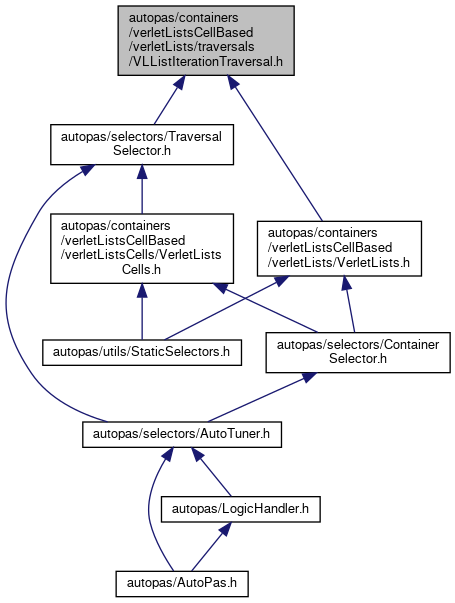 autopas/containers
/verletListsCellBased
/verletLists/traversals
/VLListIterationTraversal.h
autopas/selectors/Traversal
Selector.h
autopas/containers
/verletListsCellBased
/verletListsCells/VerletLists
Cells.h
autopas/containers
/verletListsCellBased
/verletLists/VerletLists.h
autopas/utils/StaticSelectors.h
autopas/selectors/Container
Selector.h
autopas/selectors/AutoTuner.h
autopas/LogicHandler.h
autopas/AutoPas.h